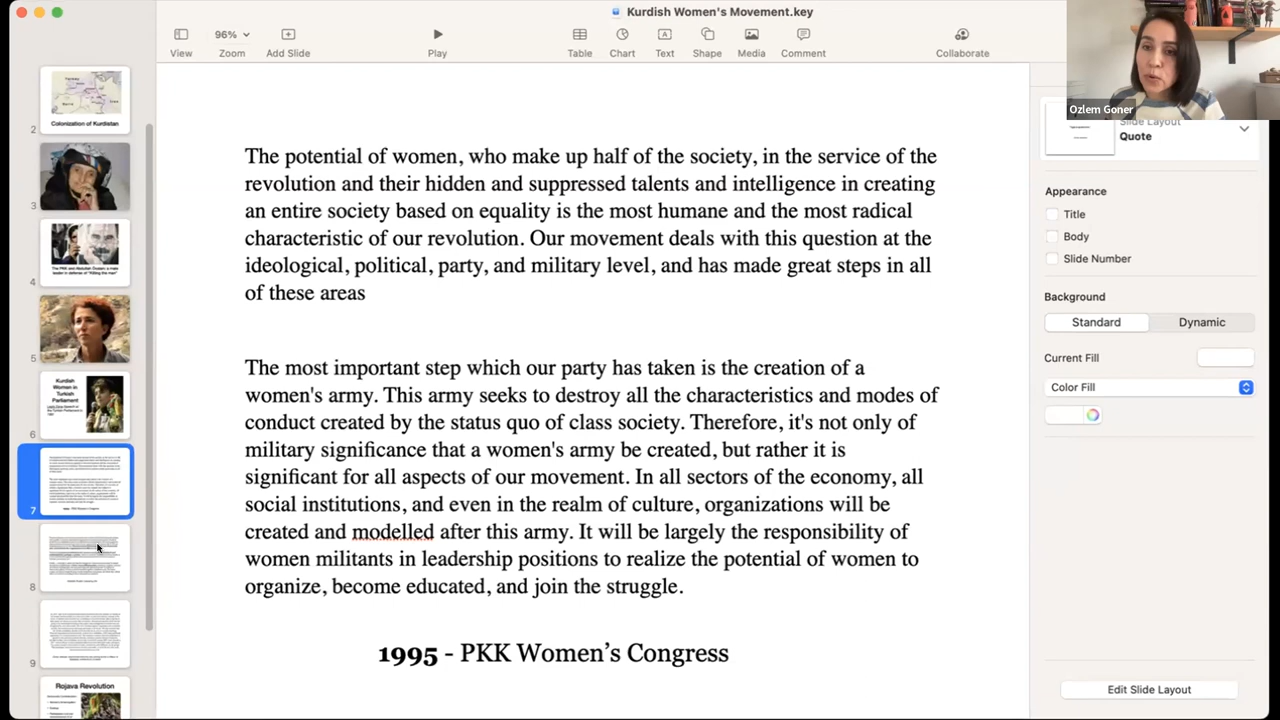 Kurdish Women's Movement.key
View
96%
Zoom
Add Slide
Play
Table
Chart
Text
Shape
Media
Comment
Collaborate
Ozlem Goner
2
Colonization of Kurdistan
3
4
5
Kurdish
Women in
Turkish
Parliament
6
7
8
9
Rojava Revolution
The potential of women, who make up half of the society, in the service of the
revolution and their hidden and suppressed talents and intelligence in creating
an entire society based on equality is the most humane and the most radical
characteristic of our revolution. Our movement deals with this question at the
ideological, political, party, and military level, and has made great steps in all
of these areas
The most important step which our party has taken is the creation of a
women's army. This army seeks to destroy all the characteristics and modes of
conduct created by the status quo of class society. Therefore, it's not only of
military significance that a women's army be created, but rather it is
significant for all aspects of our movement. In all sectors of the economy, all
social institutions, and even in the realm of culture, organizations will be
created and modelled after this army. It will be largely the responsibility of
women militants in leadership positions to realize the potential of women to
organize, become educated, and join the struggle.
1995 - PKK Women’s Congress
Slide Layout
Quote
Appearance
Title
Body
Slide Number
Background
Standard
Dynamic
Current Fill
Color Fill
Edit Slide Layout